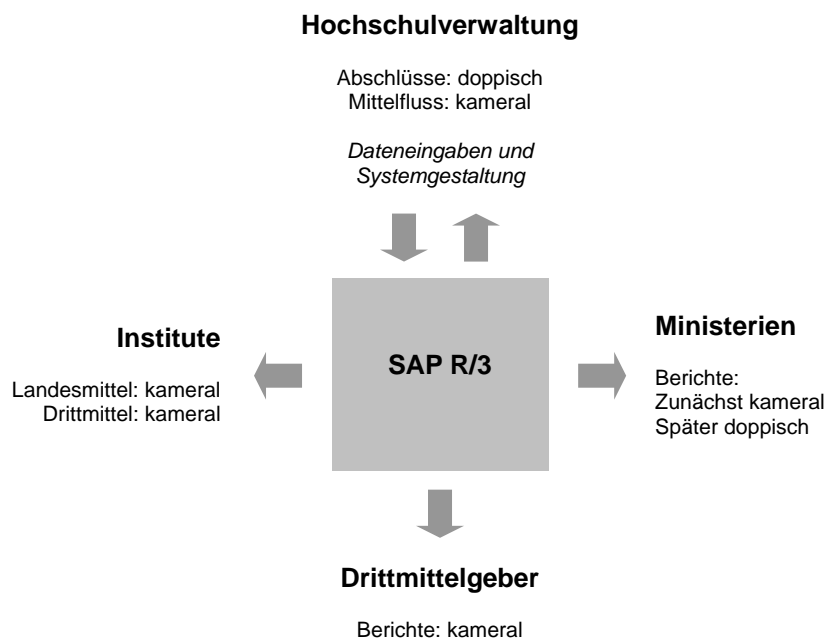 Hochschulverwaltung
Abschlüsse: doppisch
Mittelfluss: kameral
Dateneingaben und
Systemgestaltung
Institute
Landesmittel: kameral
Drittmittel: kameral
SAP R/3
Ministerien
Berichte:
Zunächst kameral
Später doppisch
Drittmittelgeber
Berichte: kameral